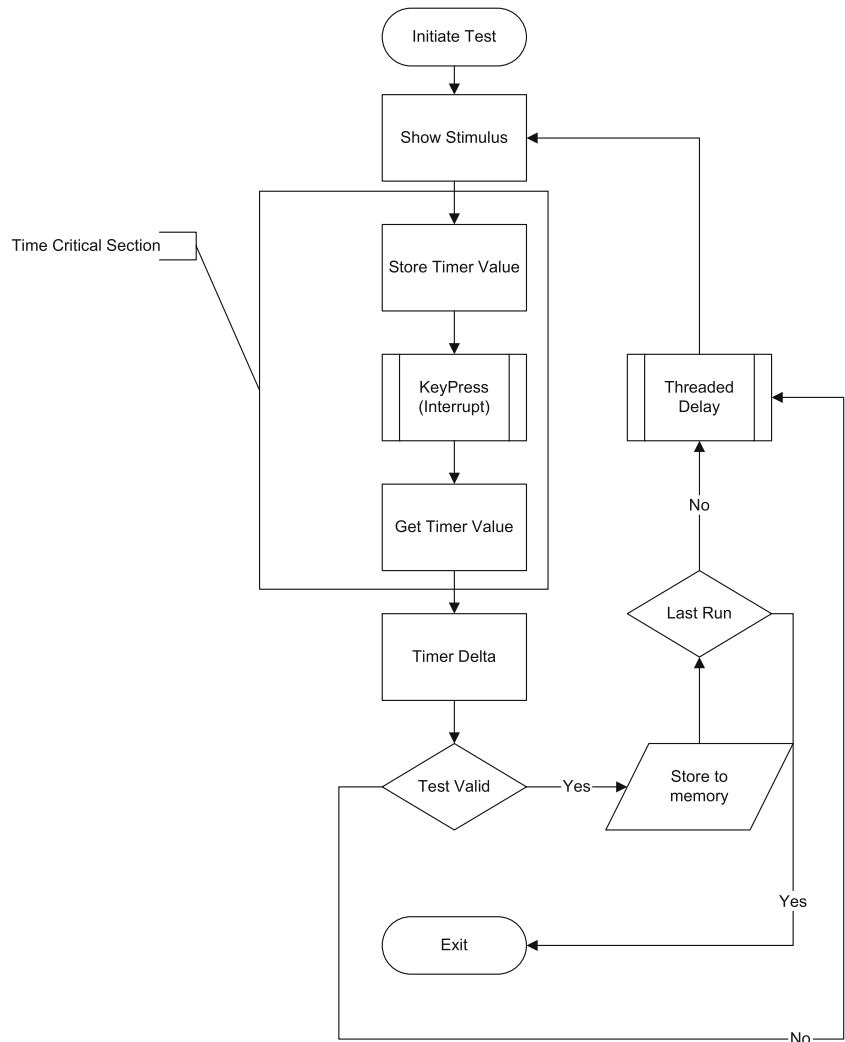 Initiate Test
Show Stimulus
Time Critical Section
Store Timer Value
KeyPress
(Interrupt)
Threaded
Delay
Get Timer Value
No
Last Run
Timer Delta
Test Valid
Yes
Store to
memory
Yes
Exit
No